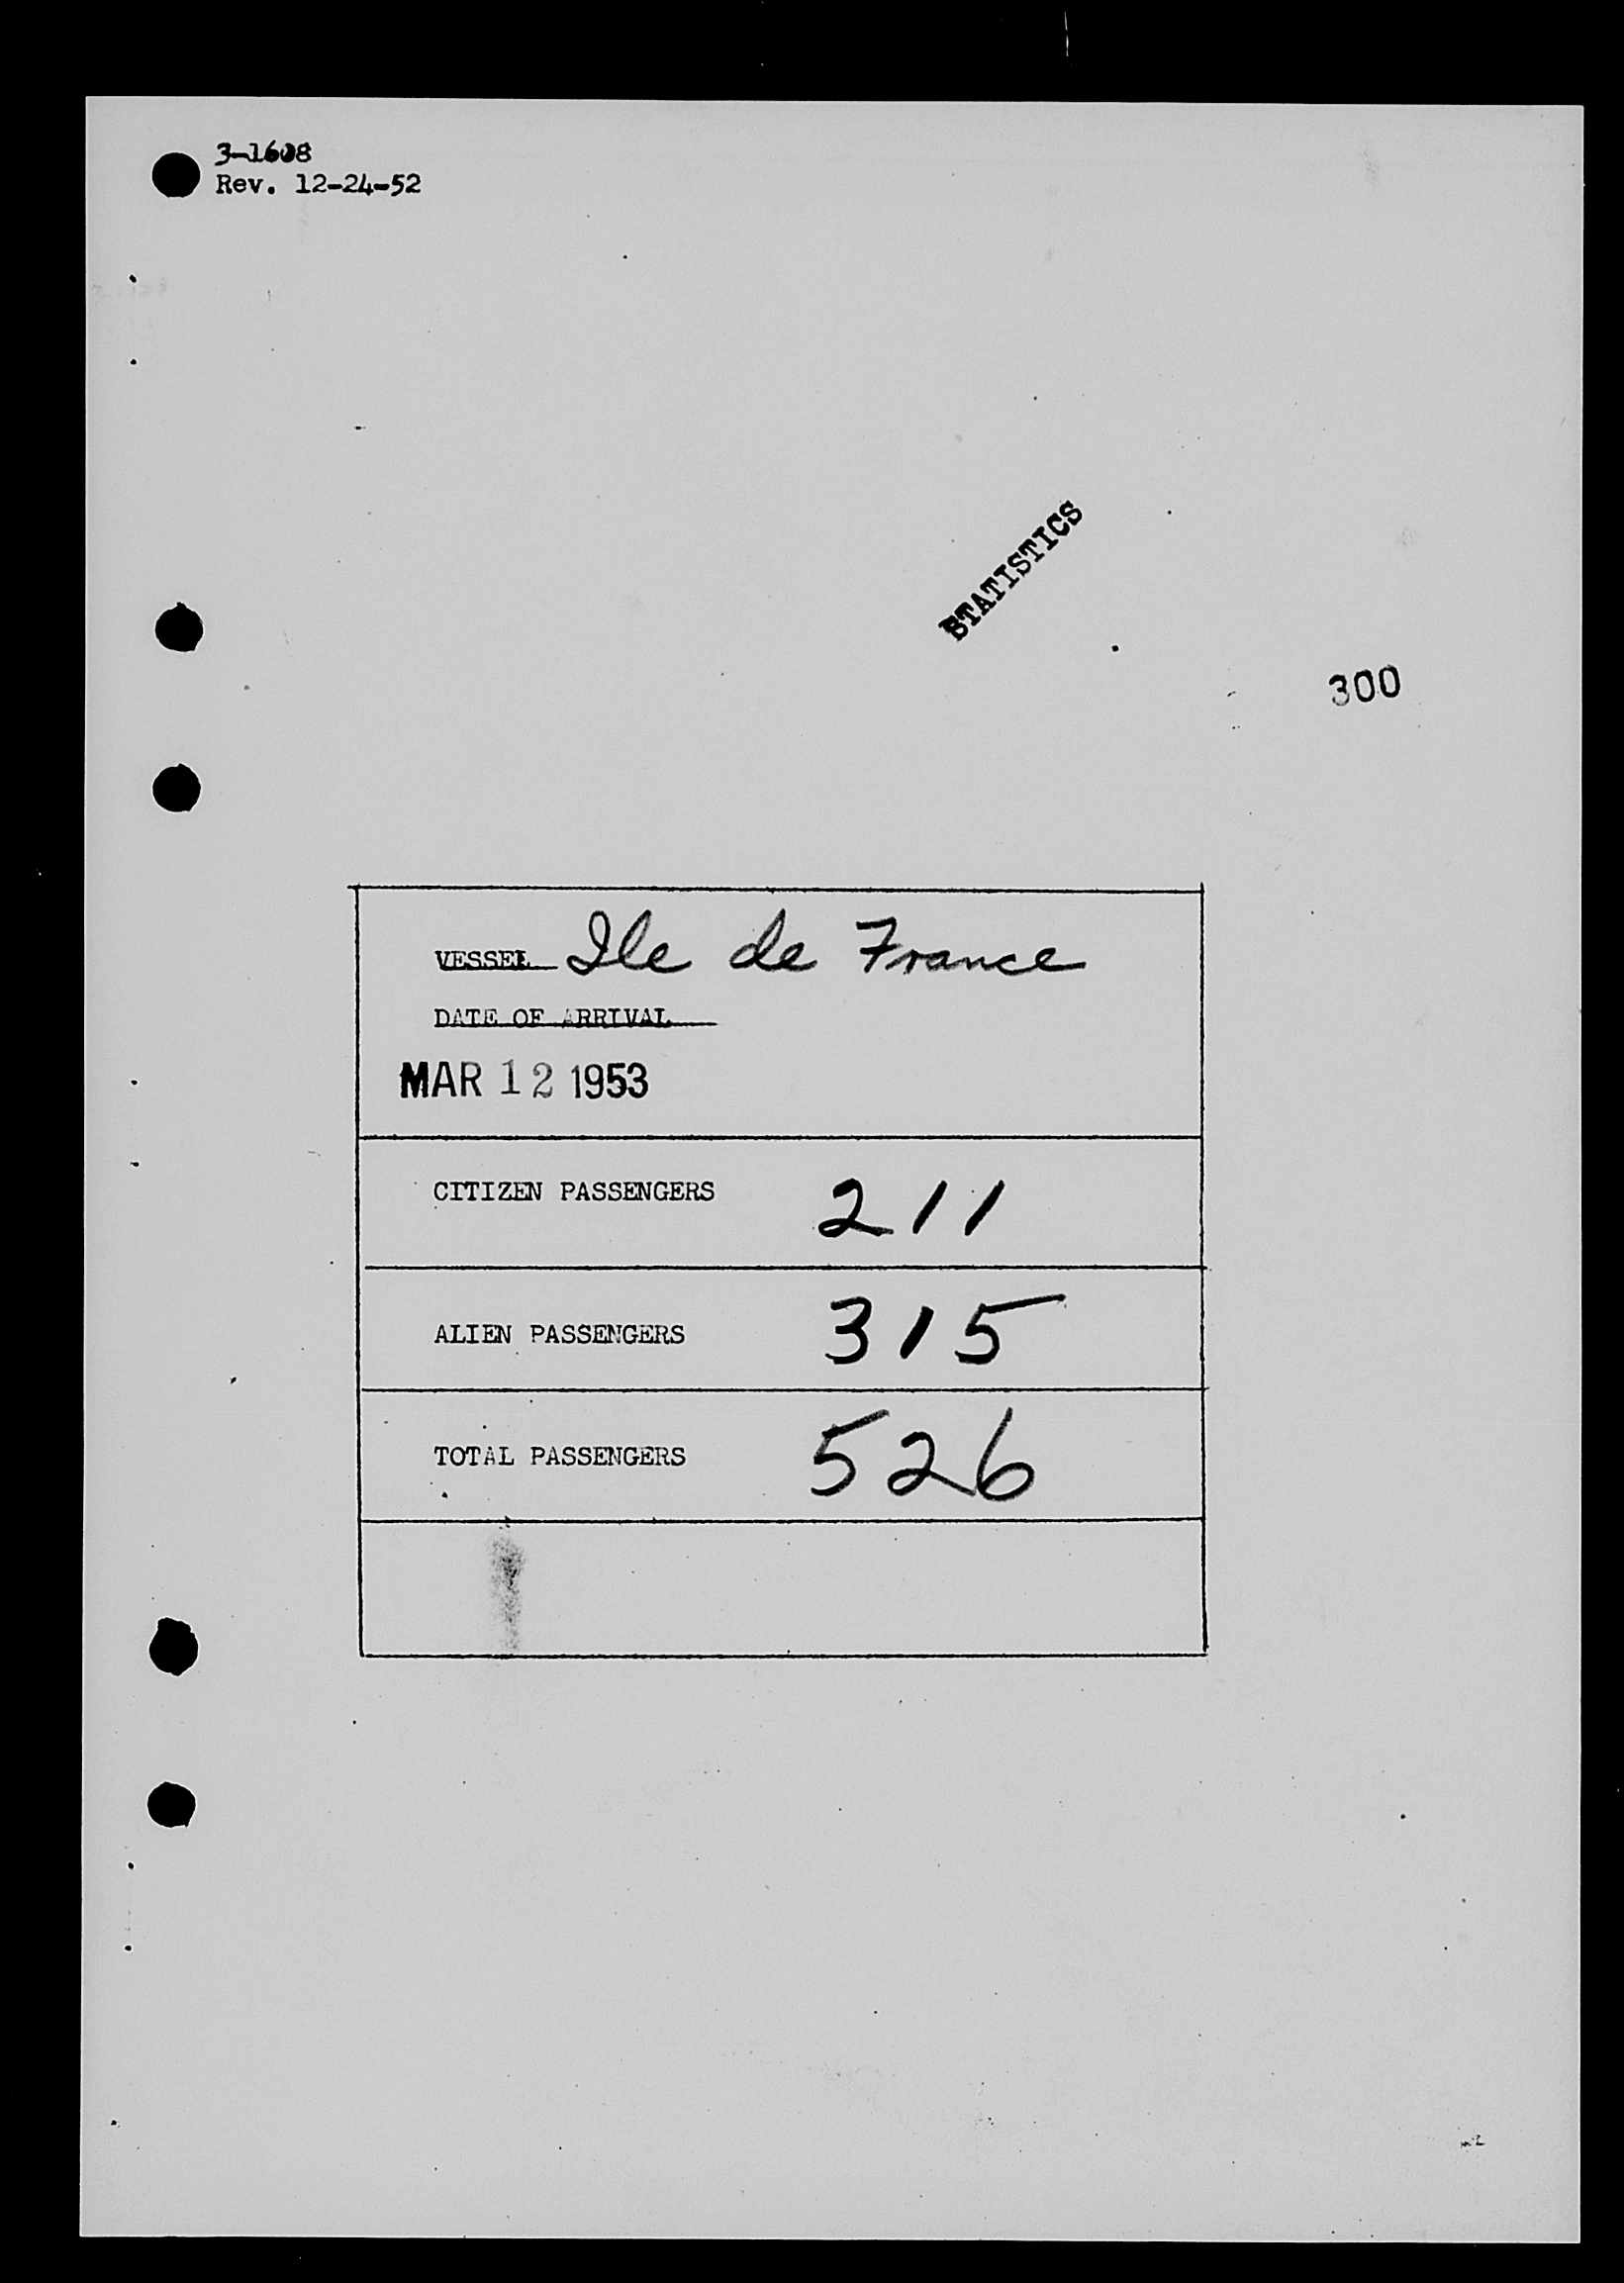 3-1608
Rev. 12-24-52
STATISTICS
300
VESSEL Ile de France
DATE OF ARRIVAL
MAR 12 1953
CITIZEN PASSENGERS 211
ALIEN PASSENGERS 315
TOTAL PASSENGERS 526